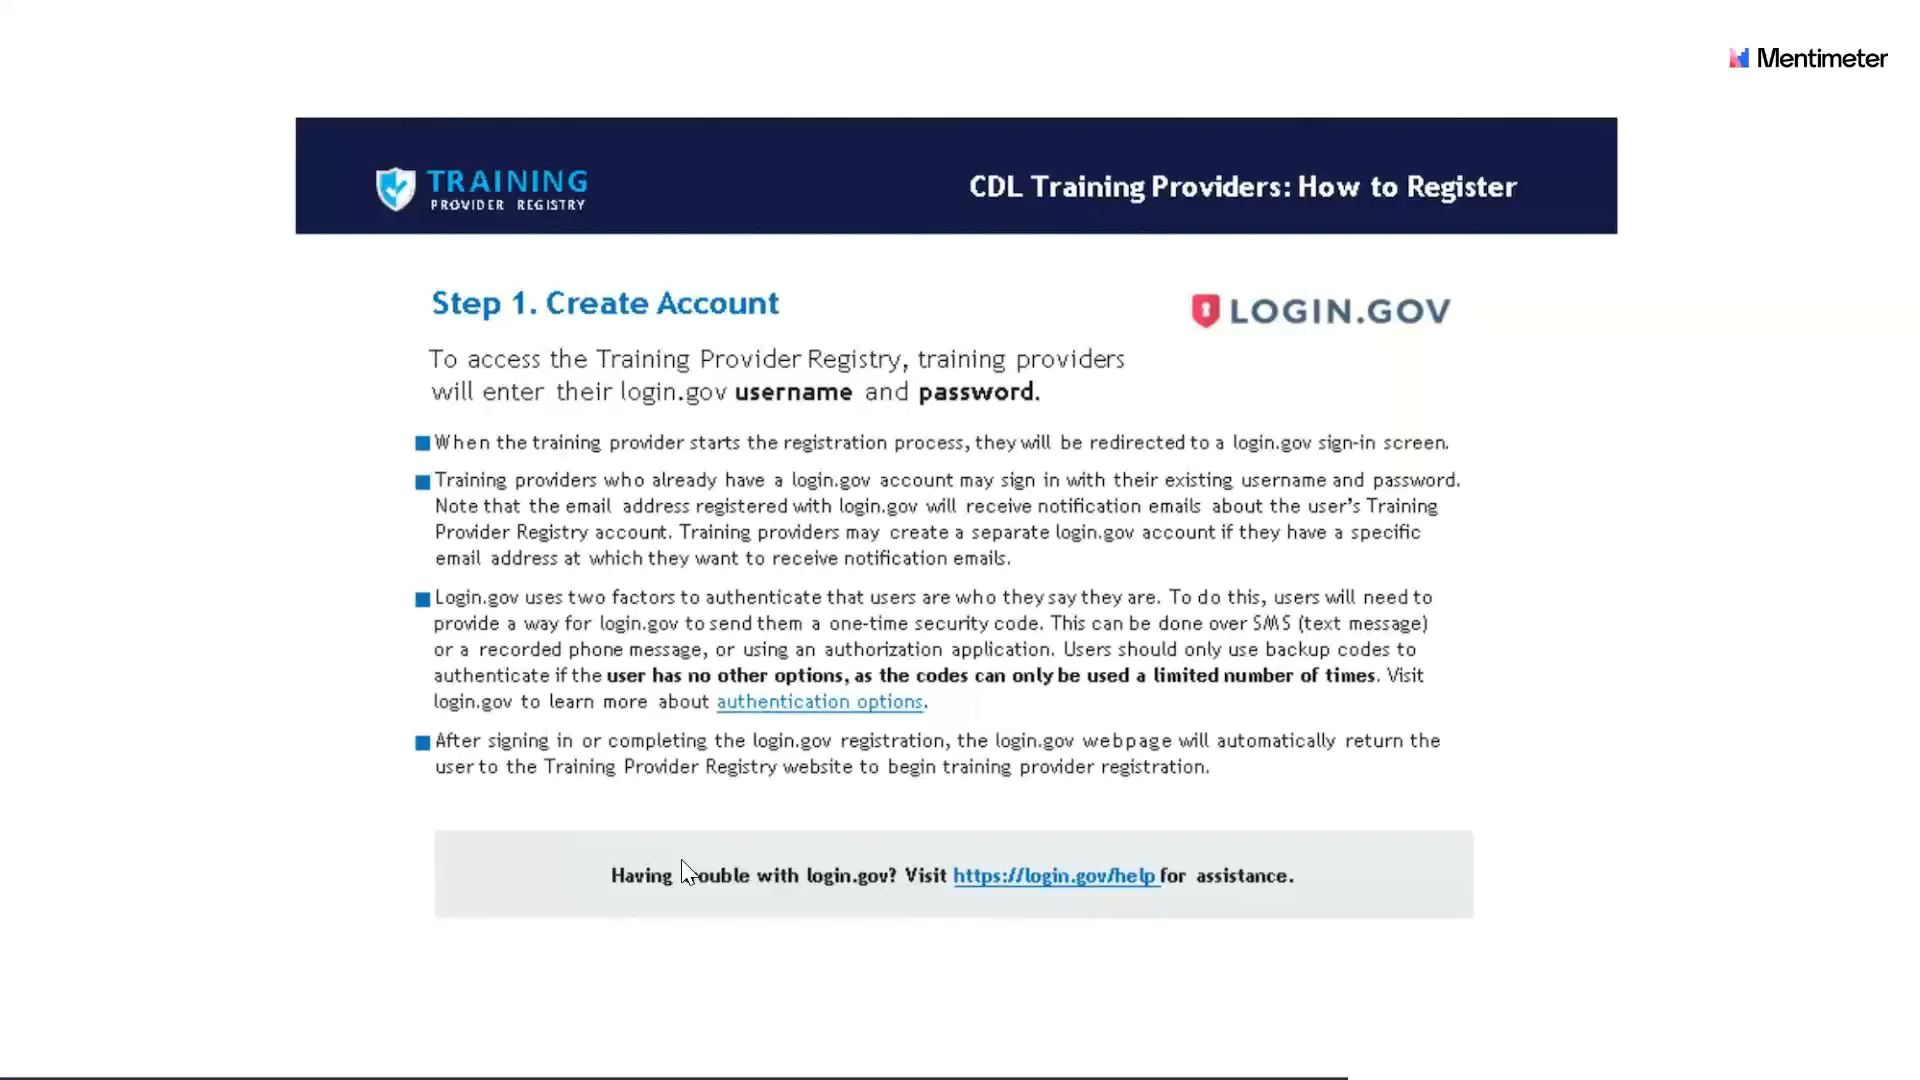 Mentimeter
TRAINING
PROVIDER REGISTRY
CDL Training Providers: How to Register
Step 1. Create Account
LOGIN.GOV
To access the Training Provider Registry, training providers
will enter their login.gov username and password.
When the training provider starts the registration process, they will be redirected to a login.gov sign-in screen.
Training providers who already have a login.gov account may sign in with their existing username and password.
Note that the email address registered with login.gov will receive notification emails about the user's Training
Provider Registry account. Training providers may create a separate login.gov account if they have a specific
email address at which they want to receive notification emails.
Login.gov uses two factors to authenticate that users are who they say they are. To do this, users will need to
provide a way for login.gov to send them a one-time security code. This can be done over SMS (text message)
or a recorded phone message, or using an authorization application. Users should only use backup codes to
authenticate if the user has no other options, as the codes can only be used a limited number of times. Visit
login.gov to learn more about authentication options.
After signing in or completing the login.gov registration, the login.gov webpage will automatically return the
user to the Training Provider Registry website to begin training provider registration.
Having trouble with login.gov? Visit https://login.gov/help for assistance.